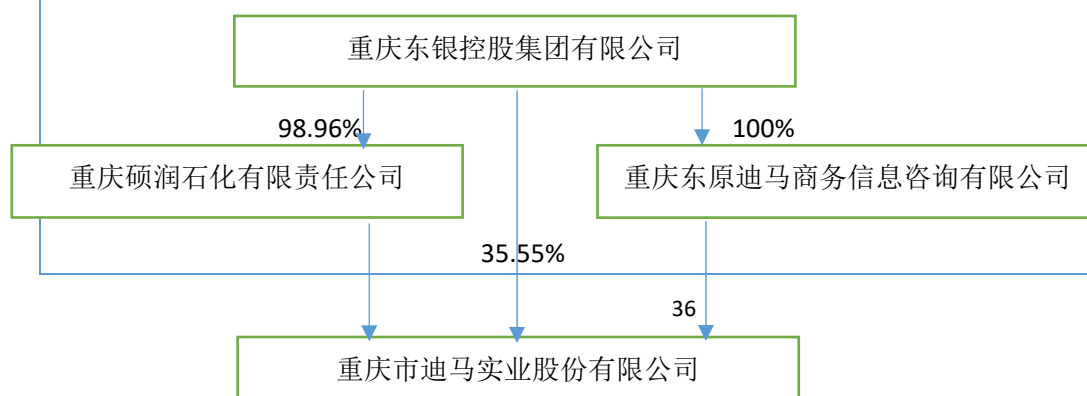 重庆东银控股集团有限公司
98.96%
100%
重庆硕润石化有限责任公司
重庆东原迪马商务信息咨询有限公司
35.55%
36
重庆市迪马实业股份有限公司